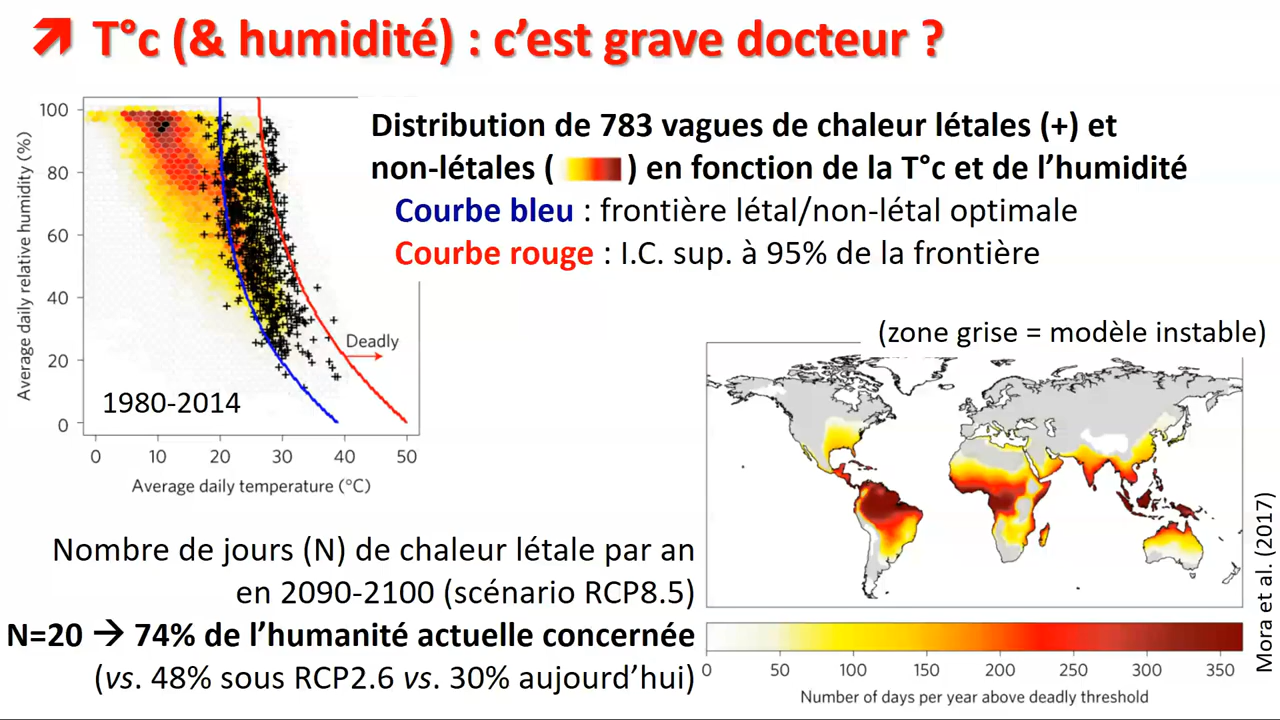 T°c (& humidité) : c’est grave docteur ?
Distribution de 783 vagues de chaleur létales (+) et
non-létales ( ) en fonction de la T°c et de l’humidité
Courbe bleu : frontière létal/non-létal optimale
Courbe rouge : I.C. sup. à 95% de la frontière
Average daily relative humidity (%)
100
80
60
40
20
0
Deadly
1980-2014
0 10 20 30 40 50
Average daily temperature (°C)
(zone grise = modèle instable)
Nombre de jours (N) de chaleur létale par an
en 2090-2100 (scénario RCP8.5)
N=20 → 74% de l’humanité actuelle concernée
(vs. 48% sous RCP2.6 vs. 30% aujourd’hui)
0 50 100 150 200 250 300 350
Number of days per year above deadly threshold
Mora et al. (2017)